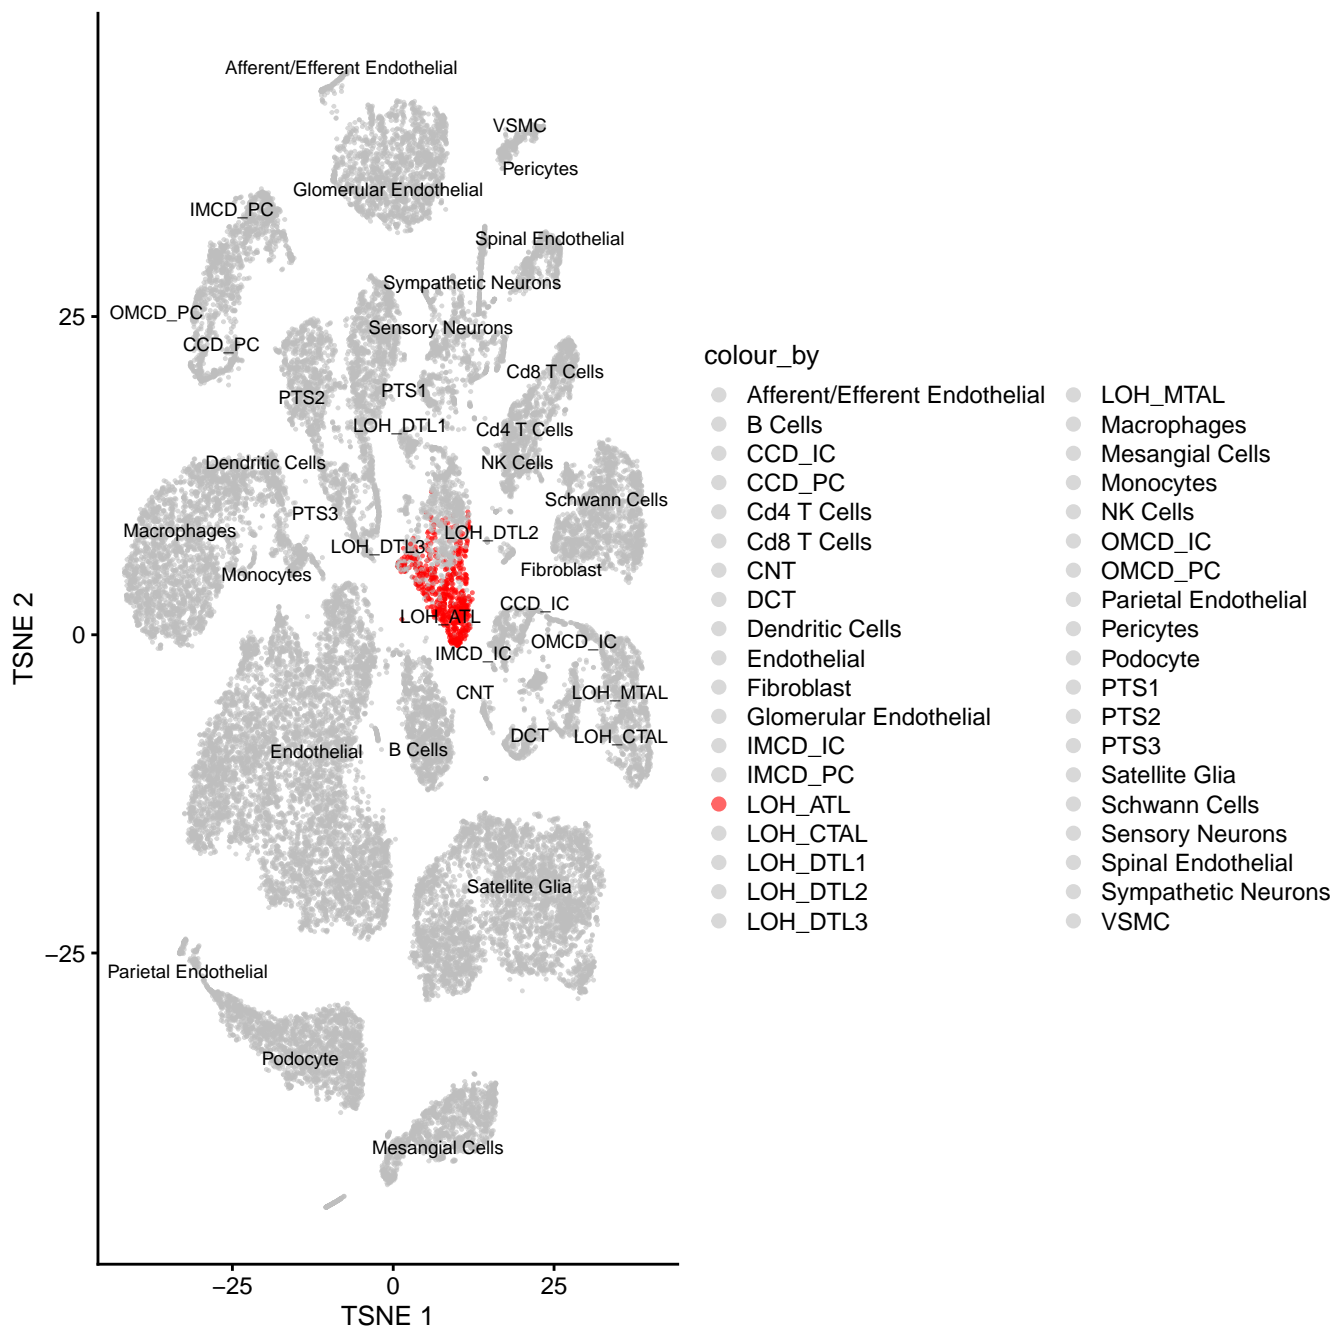 Afferent/Efferent Endothelial
VSMC
Pericytes
Glomerular Endothelial
IMCD_PC
Spinal Endothelial
Sympathetic Neurons
OMCD_PC
Sensory Neurons
CCD_PC
Cd8 T Cells
PTS1
PTS2
LOH_DTL1
Cd4 T Cells
Dendritic Cells
NK Cells
Schwann Cells
PTS3
Macrophages
LOH_DTL2
LOH_DTL3
Fibroblast
Monocytes
CCD_IC
LOH_ATL
OMCD_IC
IMCD_IC
CNT
LOH_MTAL
DCT
LOH_CTAL
Endothelial
B Cells
Satellite Glia
Parietal Endothelial
Podocyte
Mesangial Cells
25
0
−25
TSNE 2
−25
0
25
TSNE 1
colour_by
Afferent/Efferent Endothelial
B Cells
CCD_IC
CCD_PC
Cd4 T Cells
Cd8 T Cells
CNT
DCT
Dendritic Cells
Endothelial
Fibroblast
Glomerular Endothelial
IMCD_IC
IMCD_PC
LOH_ATL
LOH_CTAL
LOH_DTL1
LOH_DTL2
LOH_DTL3
LOH_MTAL
Macrophages
Mesangial Cells
Monocytes
NK Cells
OMCD_IC
OMCD_PC
Parietal Endothelial
Pericytes
Podocyte
PTS1
PTS2
PTS3
Satellite Glia
Schwann Cells
Sensory Neurons
Spinal Endothelial
Sympathetic Neurons
VSMC